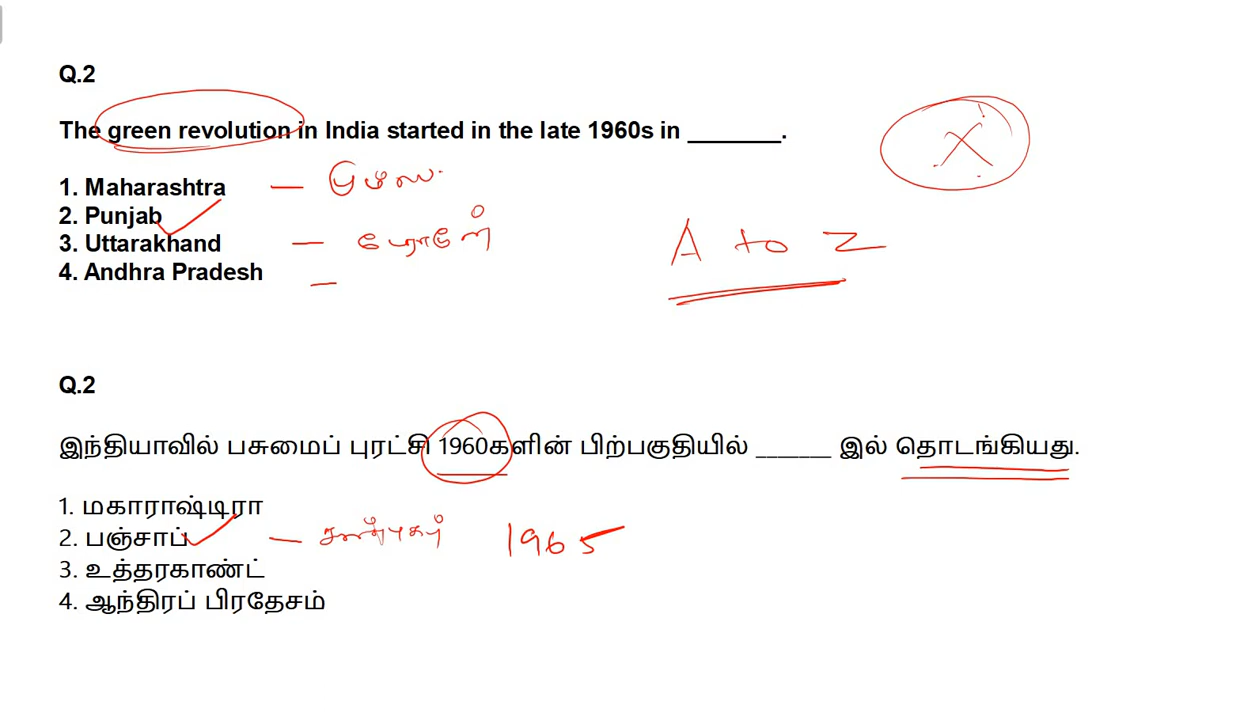 Q.2
The green revolution in India started in the late 1960s in ________.
1. Maharashtra
2. Punjab
3. Uttarakhand
4. Andhra Pradesh
A to Z
Q.2
இந்தியாவில் பசுமைப் புரட்சி 1960களின் பிற்பகுதியில் ______ இல் தொடங்கியது.
1. மகாராஷ்டிரா
2. பஞ்சாப்
1965
3. உத்தரகாண்ட்
4. ஆந்திரப் பிரதேசம்